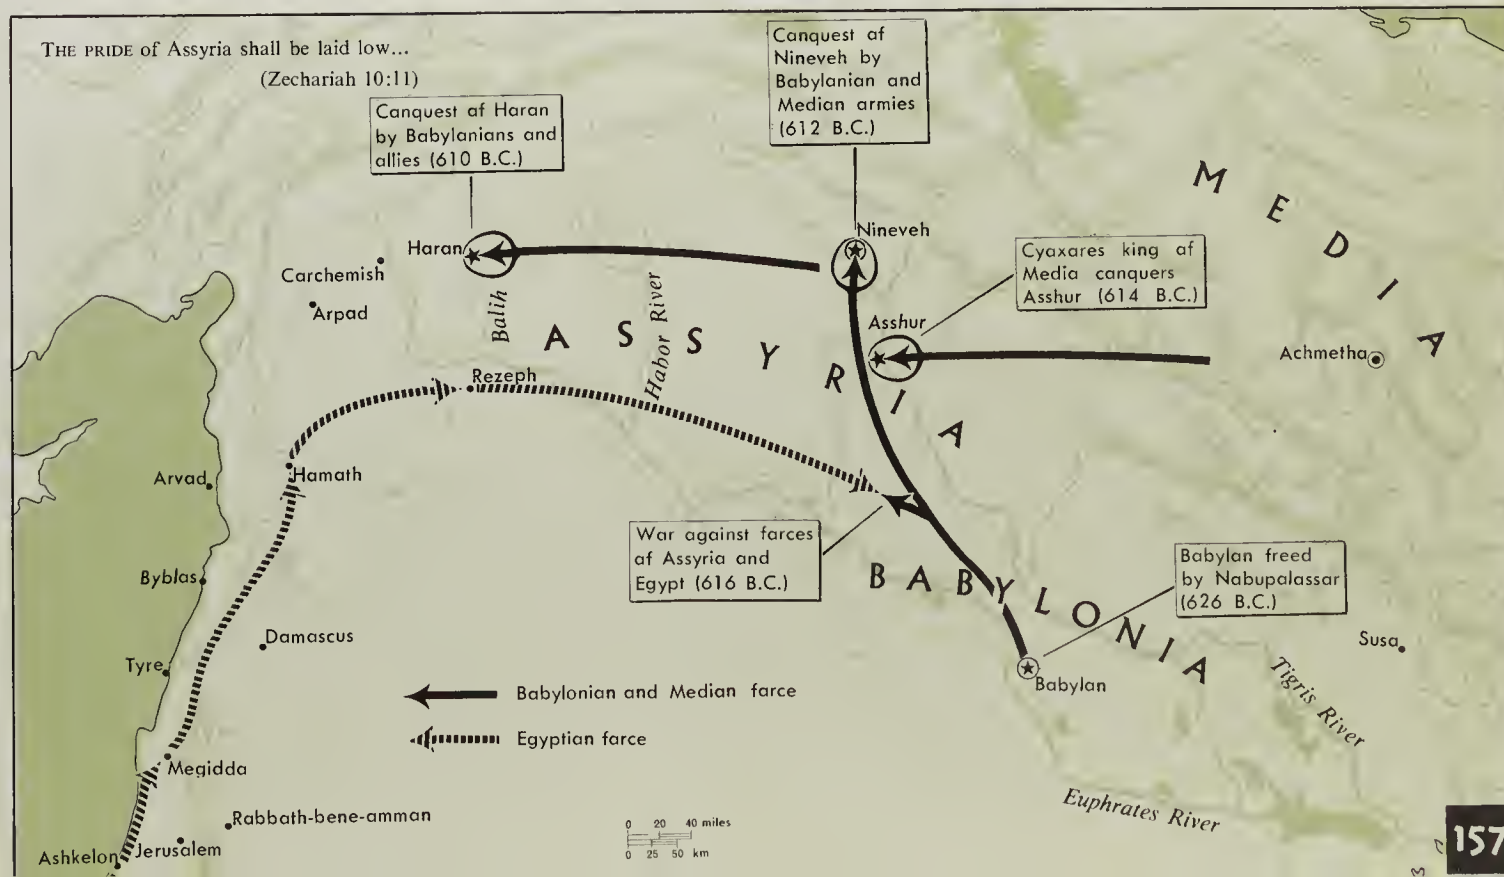 THE PRIDE of Assyria shall be laid low...
(Zechariah 10:11)
Canquest af Haran
by Babylanians and
allies (610 B.C.)
Canquest af
Nineveh by
Babylanian and
Median armies
(612 B.C.)
MEDIA
Nineveh
Haran
Cyaxares king af
Media canquers
Asshur (614 B.C.)
Carchemish
Arpad
Balih
Habor River
ASSYRIA
Asshur
Achmetha
Rezeph
Hamath
Arvad
War against farces
af Assyria and
Egypt (616 B.C.)
Babylan freed
by Nabupalassar
(626 B.C.)
BABYLONIA
Byblas
Damascus
Susa
Tyre
Babylan
Tigris River
Babylonian and Median farce
Egyptian farce
Megidda
Euphrates River
Rabbath-bene-amman
Jerusalem
Ashkelon
0 20 40 miles
0 25 50 km
157